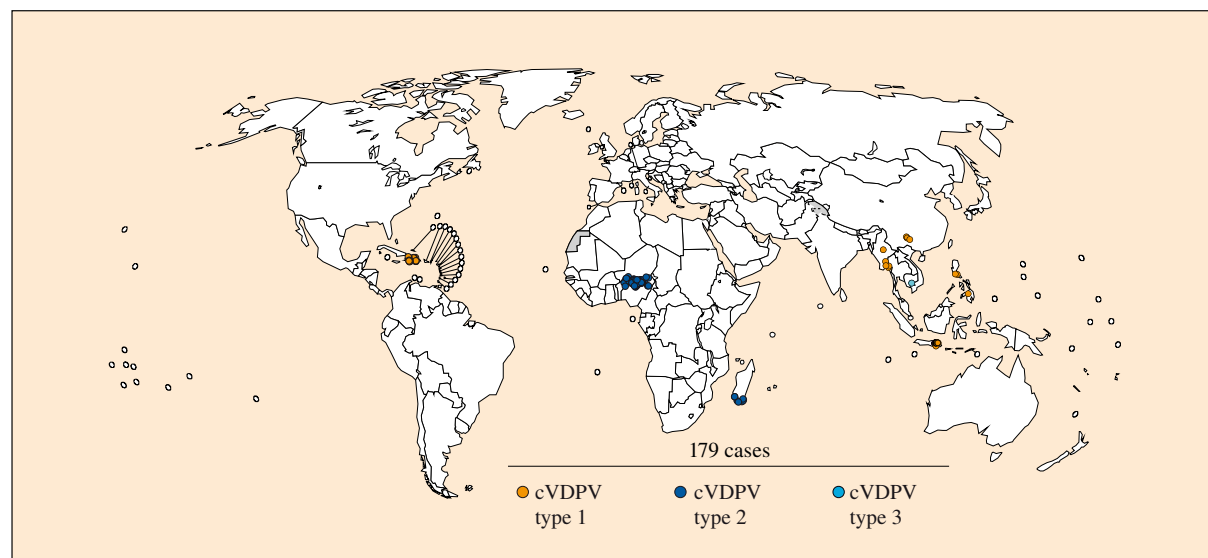 179 cases
cVDPV
type 1
cVDPV
type 2
cVDPV
type 3